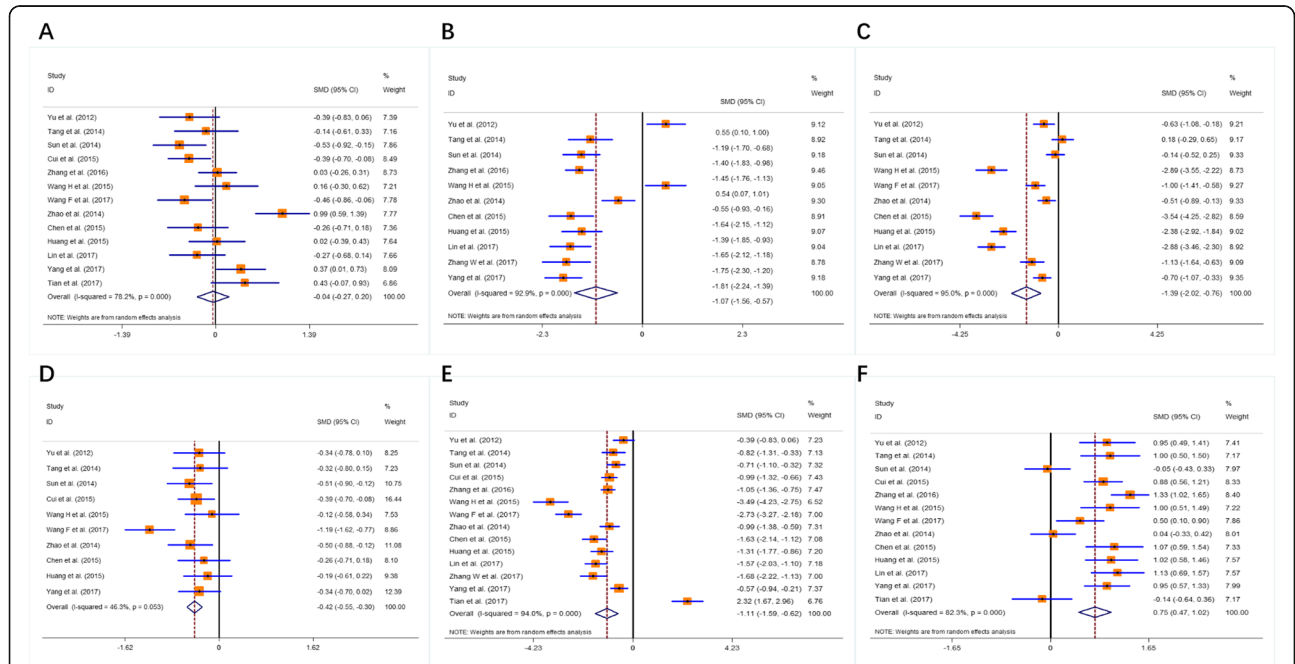 A
Study %
ID SMD (95% CI) Weight
Yu et al. (2012) -0.39 (-0.83, 0.06) 7.39
Tang et al. (2014) -0.14 (-0.61, 0.33) 7.16
Sun et al. (2014) -0.53 (-0.92, -0.15) 7.86
Cui et al. (2015) -0.39 (-0.70, -0.08) 8.49
Zhang et al. (2016) 0.03 (-0.26, 0.31) 8.73
Wang H et al. (2015) 0.16 (-0.30, 0.62) 7.21
Wang F et al. (2017) -0.46 (-0.86, -0.06) 7.78
Zhao et al. (2014) 0.99 (0.59, 1.39) 7.77
Chen et al. (2015) -0.26 (-0.71, 0.18) 7.36
Huang et al. (2015) 0.02 (-0.39, 0.43) 7.64
Lin et al. (2017) -0.27 (-0.68, 0.14) 7.66
Yang et al. (2017) 0.37 (0.01, 0.73) 8.09
Tian et al. (2017) 0.43 (-0.07, 0.93) 6.86
Overall (I-squared = 78.2%, p = 0.000) -0.04 (-0.27, 0.20) 100.00
NOTE: Weights are from random effects analysis
-1.39 0 1.39
B
Study %
ID Weight
SMD (95% CI)
Yu et al. (2012) 9.12
0.55 (0.10, 1.00)
Tang et al. (2014) 8.92
-1.19 (-1.70, -0.68)
Sun et al. (2014) 9.18
-1.40 (-1.83, -0.98)
Zhang et al. (2016) 9.46
-1.45 (-1.76, -1.13)
Wang H et al. (2015) 9.05
0.54 (0.07, 1.01)
Zhao et al. (2014) 9.30
-0.55 (-0.93, -0.16)
Chen et al. (2015) 8.91
-1.64 (-2.15, -1.12)
Huang et al. (2015) 9.07
-1.39 (-1.85, -0.93)
Lin et al. (2017) 9.04
-1.65 (-2.12, -1.18)
Zhang W et al. (2017) 8.78
-1.75 (-2.30, -1.20)
Yang et al. (2017) 9.18
-1.81 (-2.24, -1.39)
Overall (I-squared = 92.9%, p = 0.000) 100.00
-1.07 (-1.56, -0.57)
NOTE: Weights are from random effects analysis
-2.3 0 2.3
C
Study %
ID SMD (95% CI) Weight
Yu et al. (2012) -0.63 (-1.08, -0.18) 9.21
Tang et al. (2014) 0.18 (-0.29, 0.65) 9.17
Sun et al. (2014) -0.14 (-0.52, 0.25) 9.33
Wang H et al. (2015) -2.89 (-3.55, -2.22) 8.73
Wang F et al. (2017) -1.00 (-1.41, -0.58) 9.27
Zhao et al. (2014) -0.51 (-0.89, -0.13) 9.33
Chen et al. (2015) -3.54 (-4.25, -2.82) 8.59
Huang et al. (2015) -2.38 (-2.92, -1.84) 9.02
Lin et al. (2017) -2.88 (-3.46, -2.30) 8.92
Zhang W et al. (2017) -1.13 (-1.64, -0.63) 9.09
Yang et al. (2017) -0.70 (-1.07, -0.33) 9.35
Overall (I-squared = 95.0%, p = 0.000) -1.39 (-2.02, -0.76) 100.00
NOTE: Weights are from random effects analysis
-4.25 0 4.25
D
Study %
ID SMD (95% CI) Weight
Yu et al. (2012) -0.34 (-0.78, 0.10) 8.25
Tang et al. (2014) -0.32 (-0.80, 0.15) 7.23
Sun et al. (2014) -0.51 (-0.90, -0.12) 10.75
Cui et al. (2015) -0.39 (-0.70, -0.08) 16.44
Wang H et al. (2015) -0.12 (-0.58, 0.34) 7.53
Wang F et al. (2017) -1.19 (-1.62, -0.77) 8.86
Zhao et al. (2014) -0.50 (-0.88, -0.12) 11.08
Chen et al. (2015) -0.26 (-0.71, 0.18) 8.10
Huang et al. (2015) -0.19 (-0.61, 0.22) 9.38
Yang et al. (2017) -0.34 (-0.70, 0.02) 12.39
Overall (I-squared = 46.3%, p = 0.053) -0.42 (-0.55, -0.30) 100.00
-1.62 0 1.62
E
Study %
ID SMD (95% CI) Weight
Yu et al. (2012) -0.39 (-0.83, 0.06) 7.23
Tang et al. (2014) -0.82 (-1.31, -0.33) 7.13
Sun et al. (2014) -0.71 (-1.10, -0.32) 7.32
Cui et al. (2015) -0.99 (-1.32, -0.66) 7.43
Zhang et al. (2016) -1.05 (-1.36, -0.75) 7.47
Wang H et al. (2015) -3.49 (-4.23, -2.75) 6.52
Wang F et al. (2017) -2.73 (-3.27, -2.18) 7.00
Zhao et al. (2014) -0.99 (-1.38, -0.59) 7.31
Chen et al. (2015) -1.63 (-2.14, -1.12) 7.08
Huang et al. (2015) -1.31 (-1.77, -0.86) 7.20
Lin et al. (2017) -1.57 (-2.03, -1.10) 7.18
Zhang W et al. (2017) -1.68 (-2.22, -1.13) 7.00
Yang et al. (2017) -0.57 (-0.94, -0.21) 7.37
Tian et al. (2017) 2.32 (1.67, 2.96) 6.76
Overall (I-squared = 94.0%, p = 0.000) -1.11 (-1.59, -0.62) 100.00
NOTE: Weights are from random effects analysis
-4.23 0 4.23
F
Study %
ID SMD (95% CI) Weight
Yu et al. (2012) 0.95 (0.49, 1.41) 7.41
Tang et al. (2014) 1.00 (0.50, 1.50) 7.17
Sun et al. (2014) -0.05 (-0.43, 0.33) 7.97
Cui et al. (2015) 0.88 (0.56, 1.21) 8.33
Zhang et al. (2016) 1.33 (1.02, 1.65) 8.40
Wang H et al. (2015) 1.00 (0.51, 1.49) 7.22
Wang F et al. (2017) 0.50 (0.10, 0.90) 7.86
Zhao et al. (2014) 0.04 (-0.33, 0.42) 8.01
Chen et al. (2015) 1.07 (0.59, 1.54) 7.33
Huang et al. (2015) 1.02 (0.58, 1.46) 7.57
Lin et al. (2017) 1.13 (0.69, 1.57) 7.57
Yang et al. (2017) 0.95 (0.57, 1.33) 7.99
Tian et al. (2017) -0.14 (-0.64, 0.36) 7.17
Overall (I-squared = 62.3%, p = 0.000) 0.75 (0.47, 1.02) 100.00
NOTE: Weights are from random effects analysis
-1.65 0 1.65